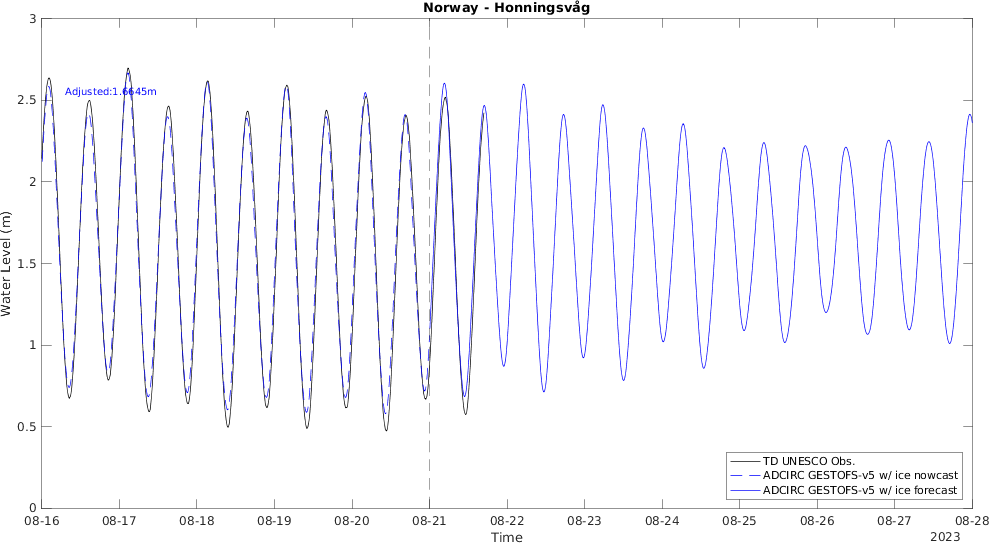 Norway - Honningsvåg
3
2.5
2
1.5
1
0.5
0
Water Level (m)
Adjusted:1.6645m
TD UNESCO Obs.
ADCIRC GESTOFS-v5 w/ ice nowcast
ADCIRC GESTOFS-v5 w/ ice forecast
08-16 08-17 08-18 08-19 08-20 08-21 08-22 08-23 08-24 08-25 08-26 08-27 08-28
Time
2023